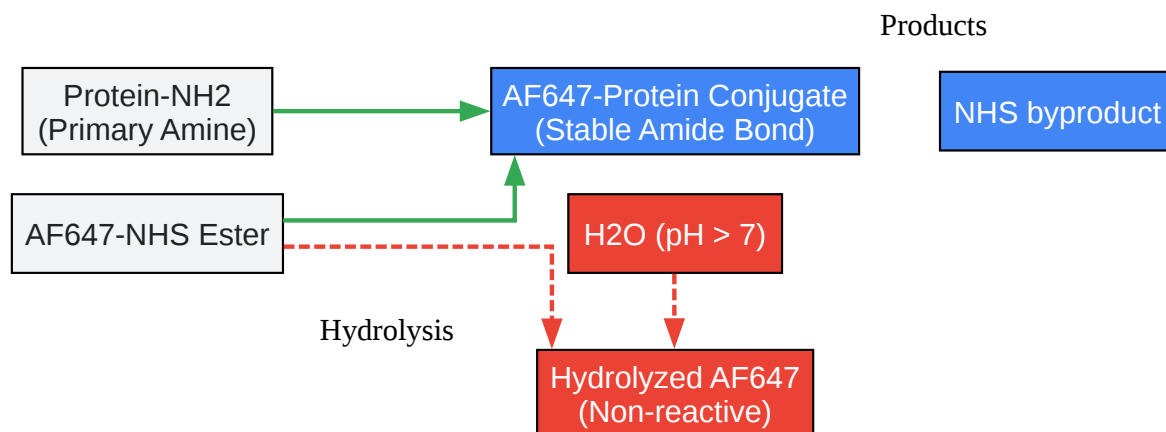 Products
Protein-NH2
(Primary Amine)
AF647-Protein Conjugate
(Stable Amide Bond)
NHS byproduct
AF647-NHS Ester
H2O (pH > 7)
Hydrolysis
Hydrolyzed AF647
(Non-reactive)